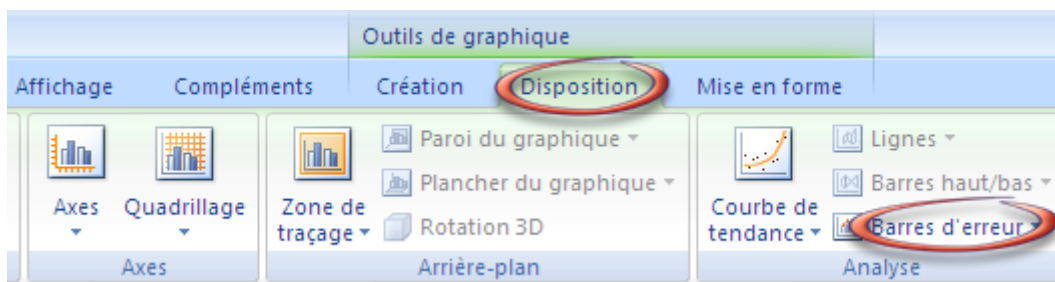 Outils de graphique
Affichage Compléments Création Disposition Mise en forme
Axes
Quadrillage
Zone de
traçage
Paroi du graphique
Plancher du graphique
Rotation 3D
Courbe de
tendance
Lignes
Barres haut/bas
Barres d'erreur
Axes Arrière-plan Analyse